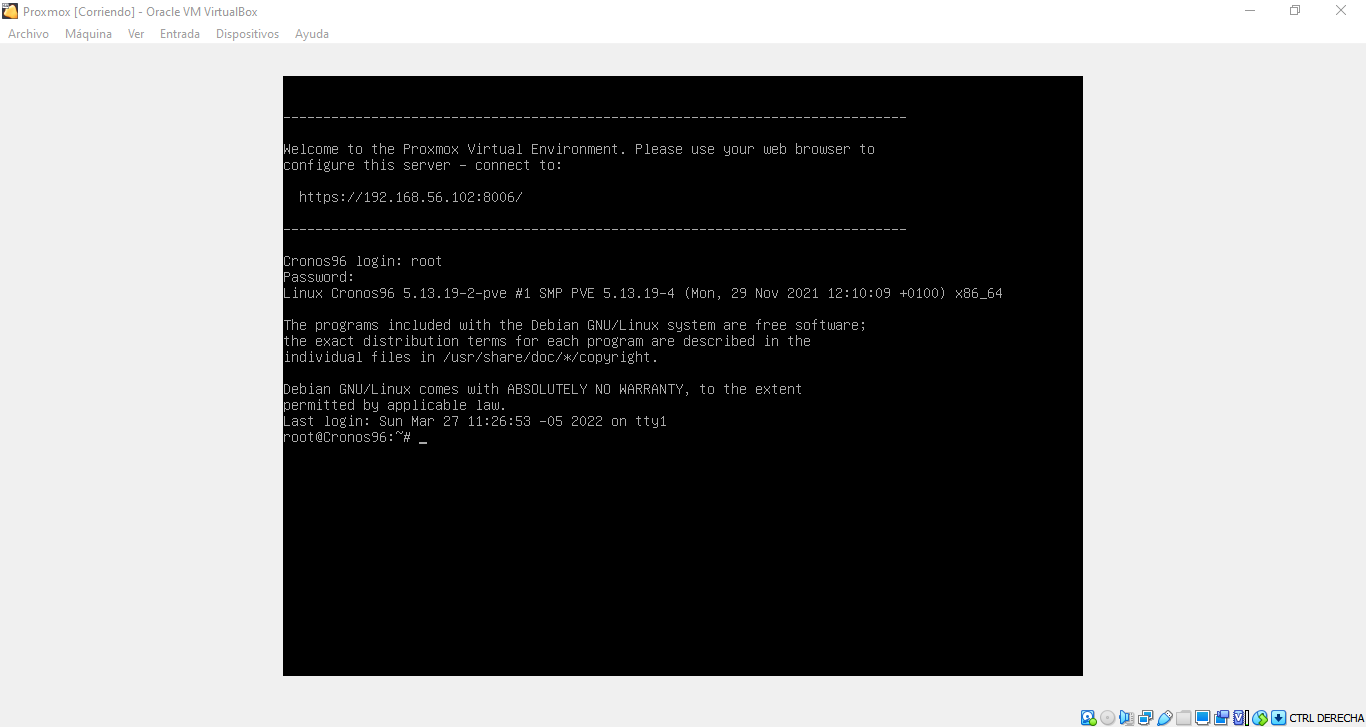 Proxmox [Corriendo] - Oracle VM VirtualBox
Archivo Máquina Ver Entrada Dispositivos Ayuda
------------------------------------------------------------------------------
Welcome to the Proxmox Virtual Environment. Please use your web browser to
configure this server - connect to:
https://192.168.56.102:8006/
------------------------------------------------------------------------------
Cronos96 login: root
Password:
Linux Cronos96 5.13.19-2-pve #1 SMP PVE 5.13.19-4 (Mon, 29 Nov 2021 12:10:09 +0100) x86_64
The programs included with the Debian GNU/Linux system are free software;
the exact distribution terms for each program are described in the
individual files in /usr/share/doc/*/copyright.
Debian GNU/Linux comes with ABSOLUTELY NO WARRANTY, to the extent
permitted by applicable law.
Last login: Sun Mar 27 11:26:53 -05 2022 on tty1
root@Cronos96:~# _
CTRL DERECHA